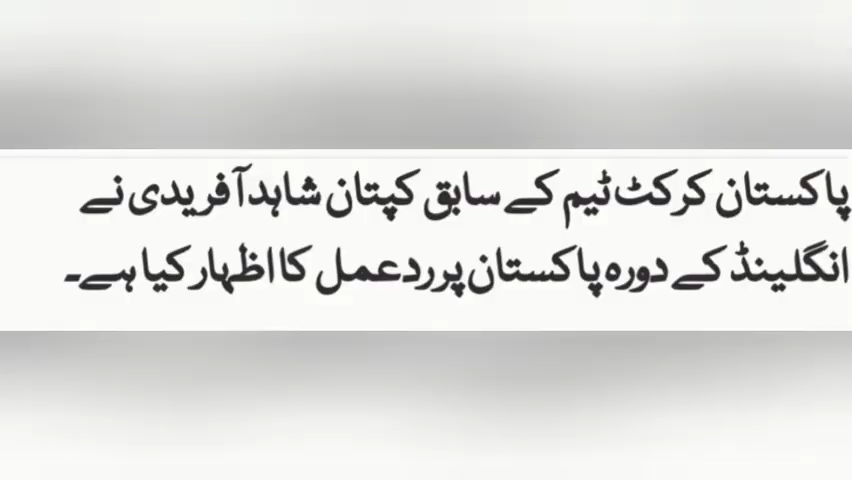 پاکستان کرکٹ ٹیم کے سابق کپتان شاہد آفریدی نے
انگلینڈ کے دورہ پاکستان پر ردعمل کا اظہار کیا ہے۔